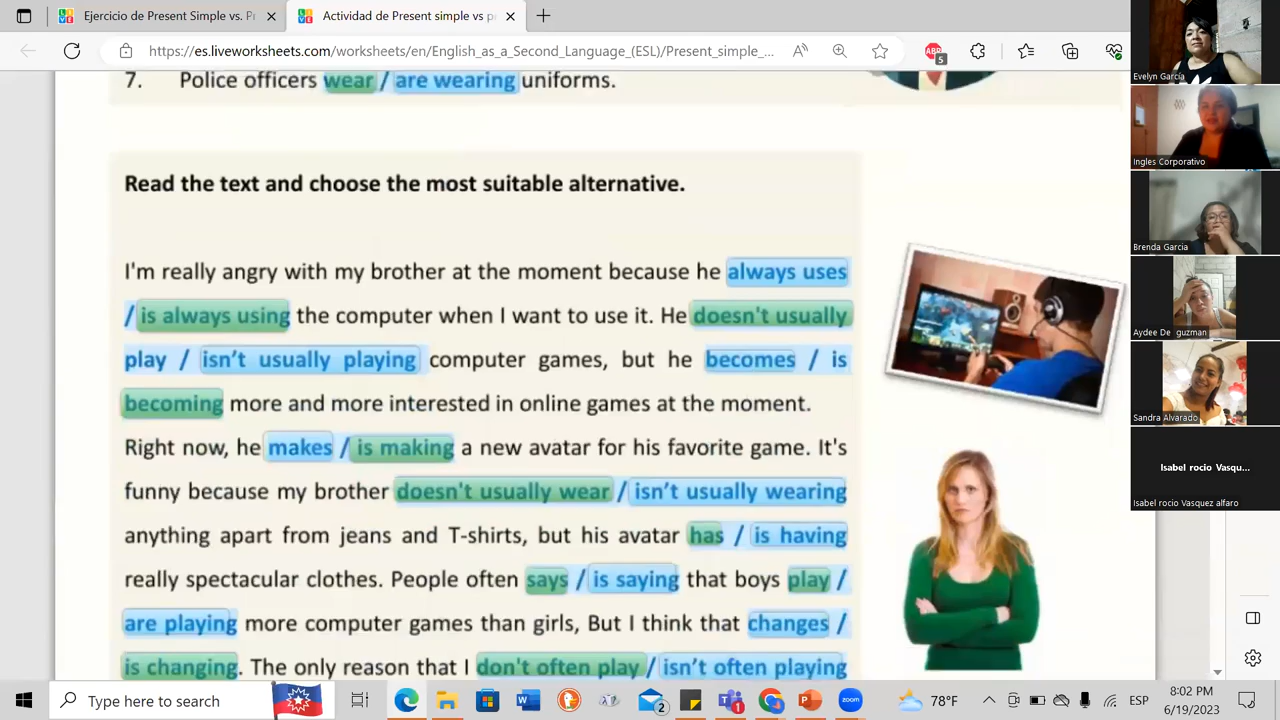 Ejercicio de Present Simple vs. P
Actividad de Present simple vs p
https://es.liveworksheets.com/worksheets/en/English_as_a_Second_Language_(ESL)/Present_simple_...
5
7. Police officers wear / are wearing uniforms.
Read the text and choose the most suitable alternative.
I'm really angry with my brother at the moment because he always uses
/ is always using the computer when I want to use it. He doesn't usually
play / isn't usually playing computer games, but he becomes / is
becoming more and more interested in online games at the moment.
Right now, he makes / is making a new avatar for his favorite game. It's
funny because my brother doesn't usually wear / isn't usually wearing
anything apart from jeans and T-shirts, but his avatar has / is having
really spectacular clothes. People often says / is saying that boys play /
are playing more computer games than girls, But I think that changes /
is changing. The only reason that I don't often play / isn't often playing
Evelyn García
Ingles Corporativo
Brenda Garcia
Aydee De guzman
Sandra Alvarado
Isabel rocio Vasqu...
Isabel rocio Vasquez alfaro
Type here to search
2
1
zoom
78°F
ESP
8:02 PM
6/19/2023